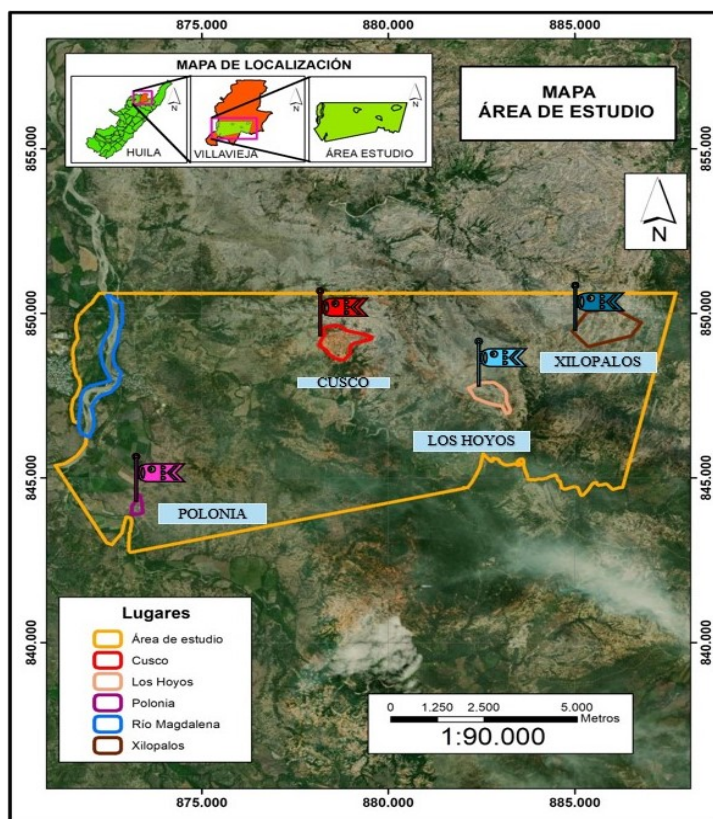 875.000 880.000 885.000
MAPA DE LOCALIZACIÓN
N
N
N
HUILA
VILLAVIEJA
ÁREA ESTUDIO
MAPA
ÁREA DE ESTUDIO
N
855.000 855.000
850.000 850.000
845.000 845.000
840.000 840.000
CUSCO
XILOPALOS
LOS HOYOS
POLONIA
Lugares
Área de estudio
Cusco
Los Hoyos
Polonia
Río Magdalena
Xilopalos
0 1.250 2.500 5.000
Metros
1:90.000
875.000 880.000 885.000